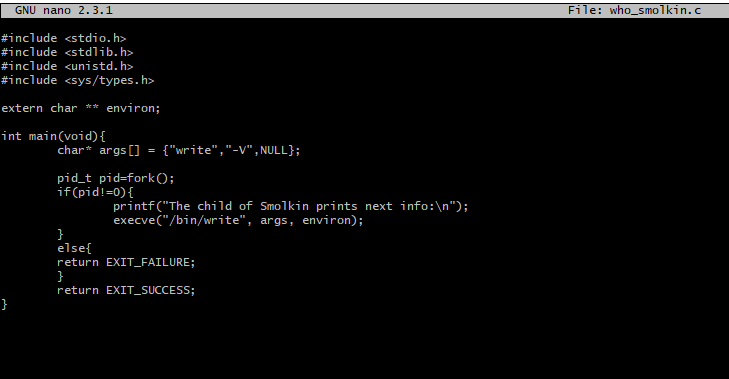 GNU nano 2.3.1 File: who_smolkin.c
#include <stdio.h>
#include <stdlib.h>
#include <unistd.h>
#include <sys/types.h>
extern char ** environ;
int main(void){
char* args[] = {"write","-V",NULL};
pid_t pid=fork();
if(pid!=0){
printf("The child of Smolkin prints next info:\n");
execve("/bin/write", args, environ);
}
else{
return EXIT_FAILURE;
}
return EXIT_SUCCESS;
}